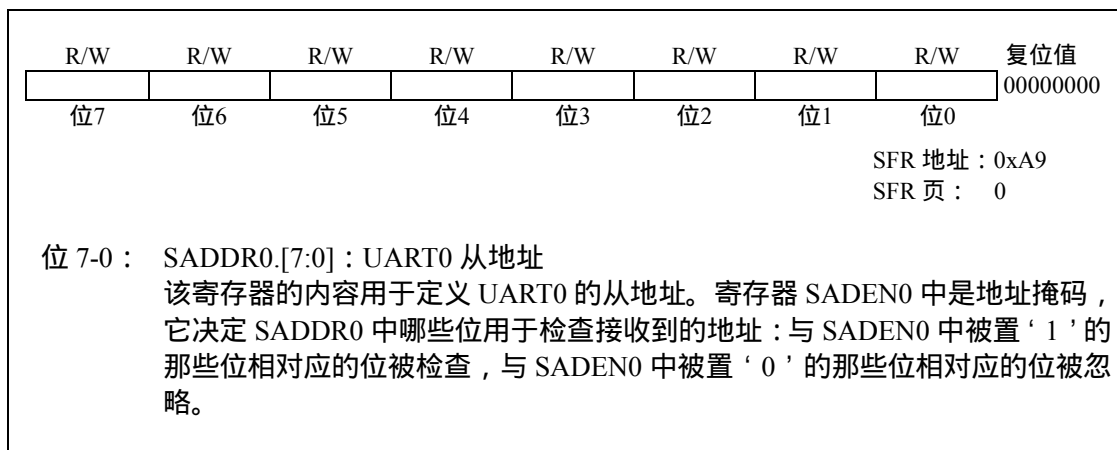 R/W R/W R/W R/W R/W R/W R/W R/W 复位值
00000000
位7 位6 位5 位4 位3 位2 位1 位0
SFR 地址：0xA9
SFR 页： 0
位 7-0： SADDR0.[7:0]：UART0 从地址
该寄存器的内容用于定义 UART0 的从地址。寄存器 SADEN0 中是地址掩码，
它决定 SADDR0 中哪些位用于检查接收到的地址：与 SADEN0 中被置‘1’的
那些位相对应的位被检查，与 SADEN0 中被置‘0’的那些位相对应的位被忽
略。